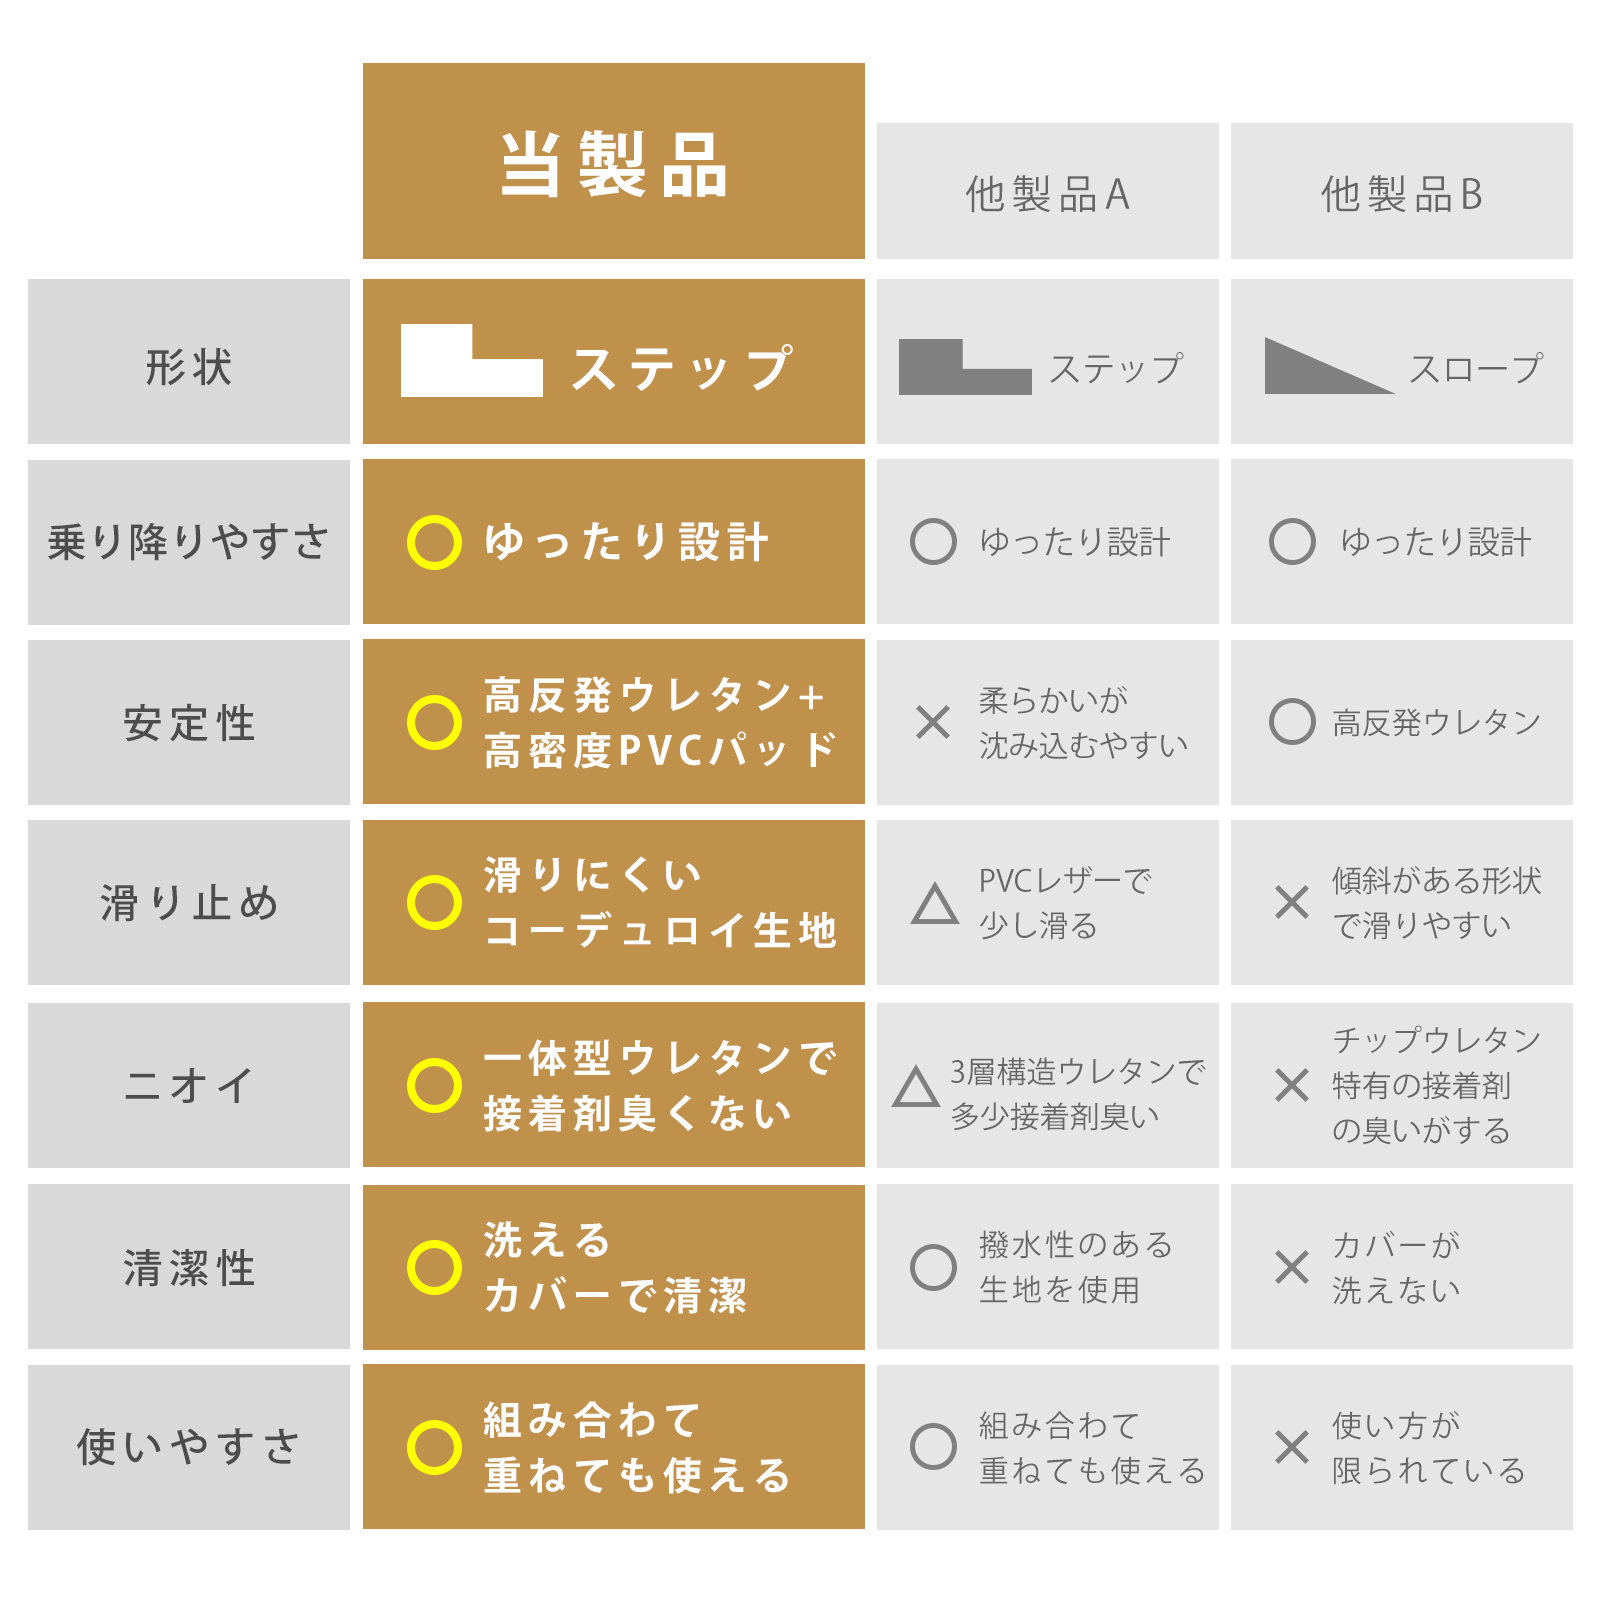 当製品
他製品A
他製品B
形状
ステップ
ステップ
スロープ
乗り降りやすさ
ゆったり設計
ゆったり設計
ゆったり設計
安定性
高反発ウレタン+
高密度PVCパッド
柔らかいが
沈み込むやすい
高反発ウレタン
滑り止め
滑りにくい
コーデュロイ生地
PVCレザーで
少し滑る
傾斜がある形状
で滑りやすい
ニオイ
一体型ウレタンで
接着剤臭くない
3層構造ウレタンで
多少接着剤臭い
チップウレタン
特有の接着剤
の臭いがする
清潔性
洗える
カバーで清潔
撥水性のある
生地を使用
カバーが
洗えない
使いやすさ
組み合わて
重ねても使える
組み合わて
重ねても使える
使い方が
限られている